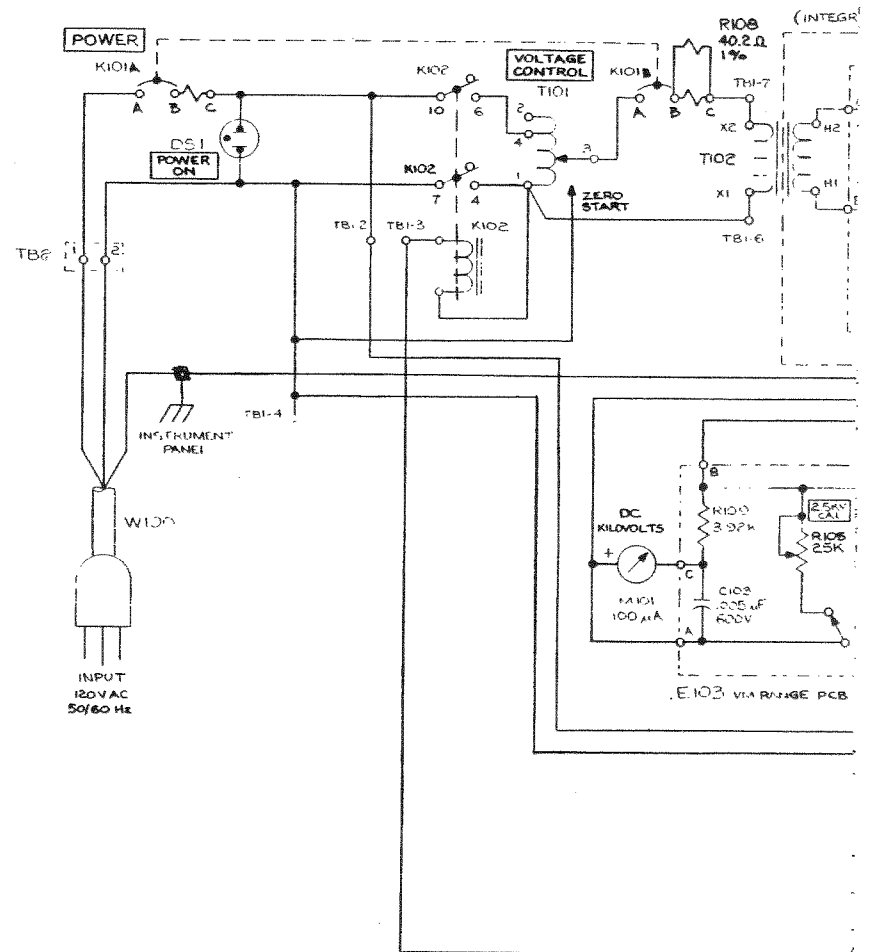 (INTEGR
R108
40.2Ω
1%
POWER
K101A
A B C
K102
10 6
VOLTAGE
CONTROL
T101
2
4
3
1
K101B
A B C
TB1-7
X2
T102
X1
H2
H1
TB1-6
DS1
POWER
ON
K102
7 4
ZERO
START
TB2
1 2
TB1-2
TB1-3
K102
TB1-4
INSTRUMENT
PANEL
W100
INPUT
120VAC
50/60 Hz
B
DC
KILOVOLTS
+
M101
100 μA
R109
3.92K
C
C103
.005 μF
600V
A
2.5KV
CAL
25K
E103 VM RANGE PCB